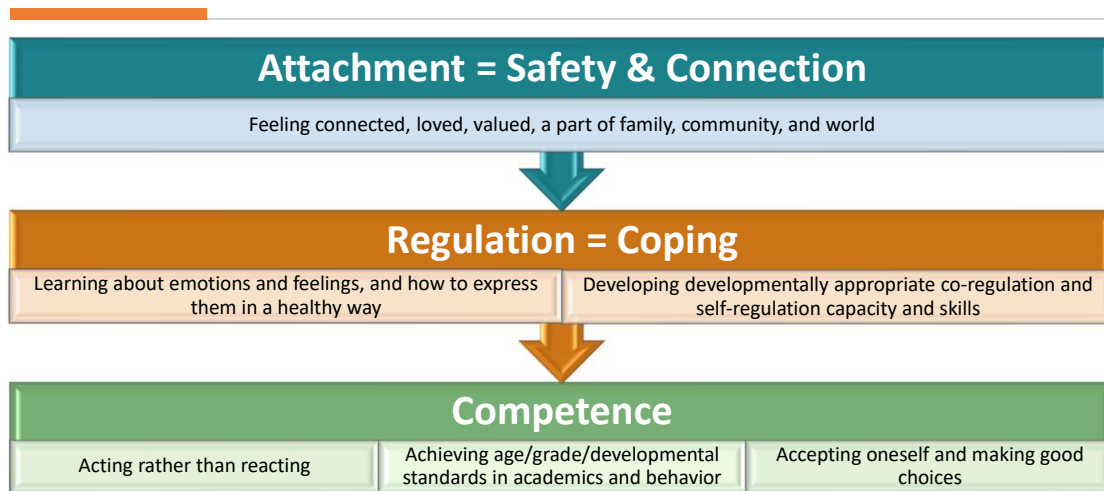 Attachment = Safety & Connection
Feeling connected, loved, valued, a part of family, community, and world
Regulation = Coping
Learning about emotions and feelings, and how to express
them in a healthy way
Developing developmentally appropriate co-regulation and
self-regulation capacity and skills
Competence
Acting rather than reacting
Achieving age/grade/developmental
standards in academics and behavior
Accepting oneself and making good
choices